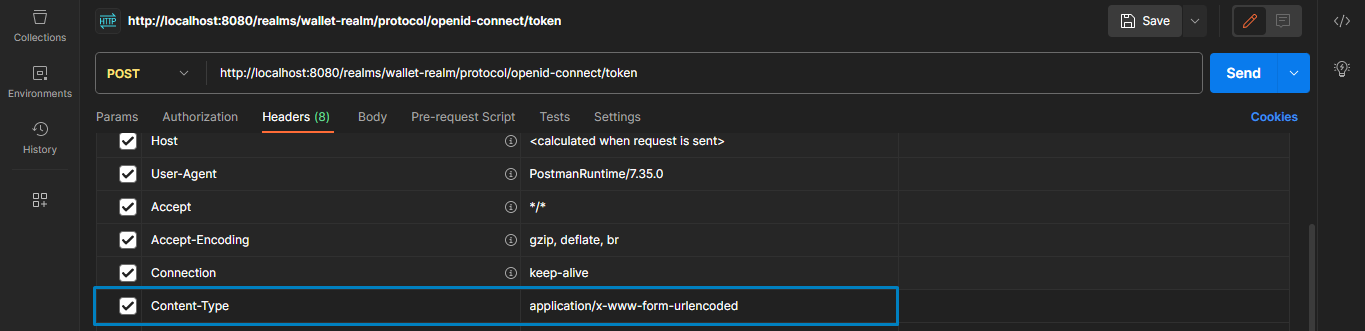 Collections
Environments
History
HTTP http://localhost:8080/realms/wallet-realm/protocol/openid-connect/token Save
POST http://localhost:8080/realms/wallet-realm/protocol/openid-connect/token Send
Params Authorization Headers (8) Body Pre-request Script Tests Settings Cookies
Host <calculated when request is sent>
User-Agent PostmanRuntime/7.35.0
Accept */*
Accept-Encoding gzip, deflate, br
Connection keep-alive
Content-Type application/x-www-form-urlencoded